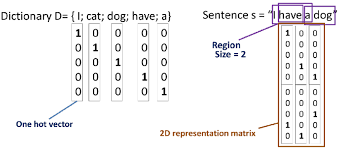 Dictionary D= { I; cat; dog; have; a}
1 0 0 0 0
0 1 0 0 0
0 0 1 0 0
0 0 0 1 0
0 0 0 0 1
One hot vector
Sentence s = "I have a dog"
Region
Size = 2
1 0 0
0 0 0
0 0 0
0 1 0
0 0 1
0 0 0
0 0 0
0 0 1
1 0 0
0 1 0
2D representation matrix